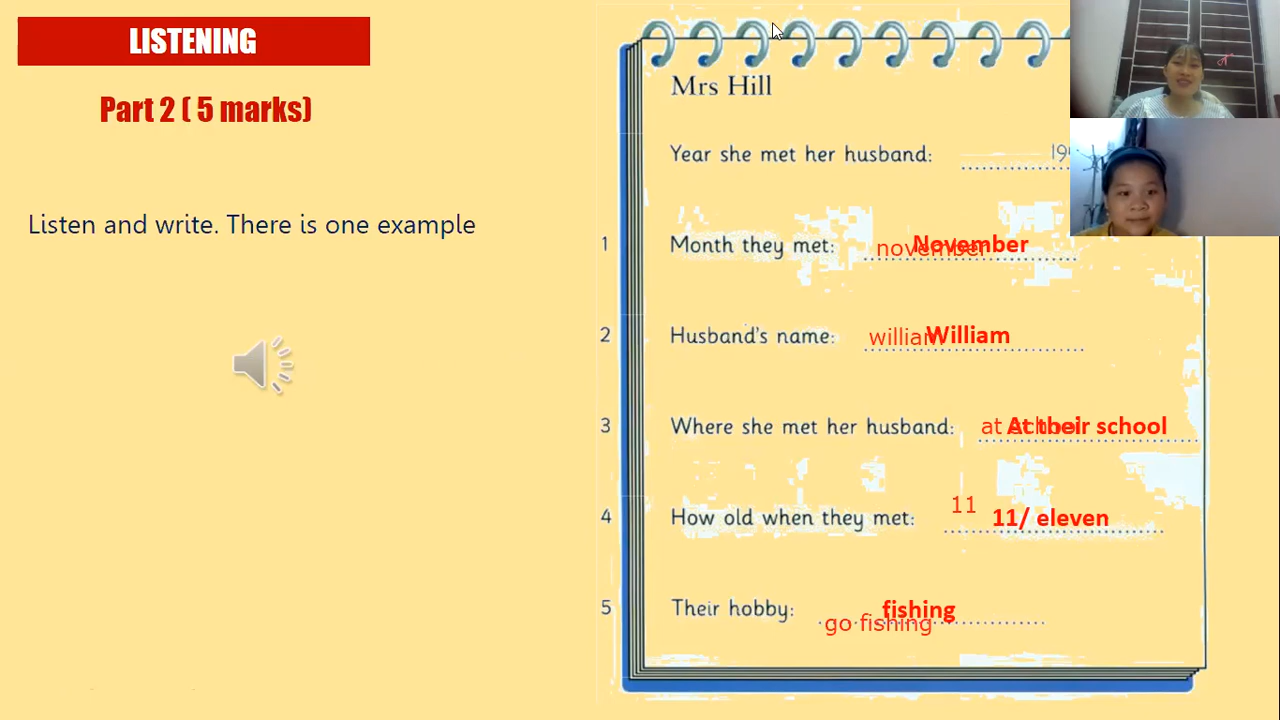 LISTENING
Part 2 ( 5 marks)
Listen and write. There is one example
Mrs Hill
Year she met her husband:
1 Month they met: november November
2 Husband's name: william William
3 Where she met her husband: at school At their school
4 How old when they met: 11 11/ eleven
5 Their hobby: fishing
go fishing